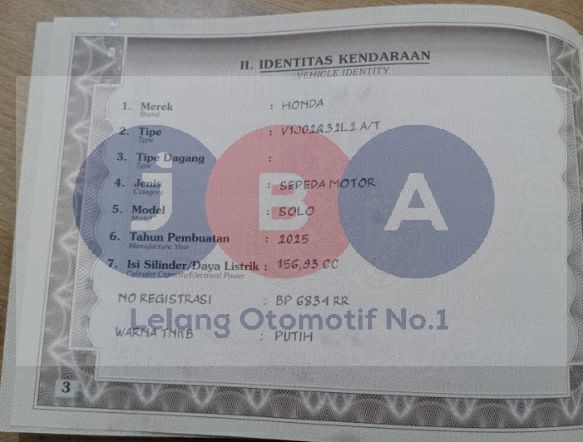 II. IDENTITAS KENDARAAN
VEHICLE IDENTITY
1. Merek : HONDA
Brand
2. Tipe : V1J02Q32L2 A/T
Type
3. Tipe Dagang :
Type
4. Jenis : SEPEDA MOTOR
Category
5. Model : SOLO
Model
6. Tahun Pembuatan : 2025
Manufacture Year
7. Isi Silinder/Daya Listrik : 156,93 CC
Cylinder Capacity/Electrical Power
NO REGISTRASI : BP 6834 RR
WARNA TNKB : PUTIH
3
JBA
Lelang Otomotif No.1